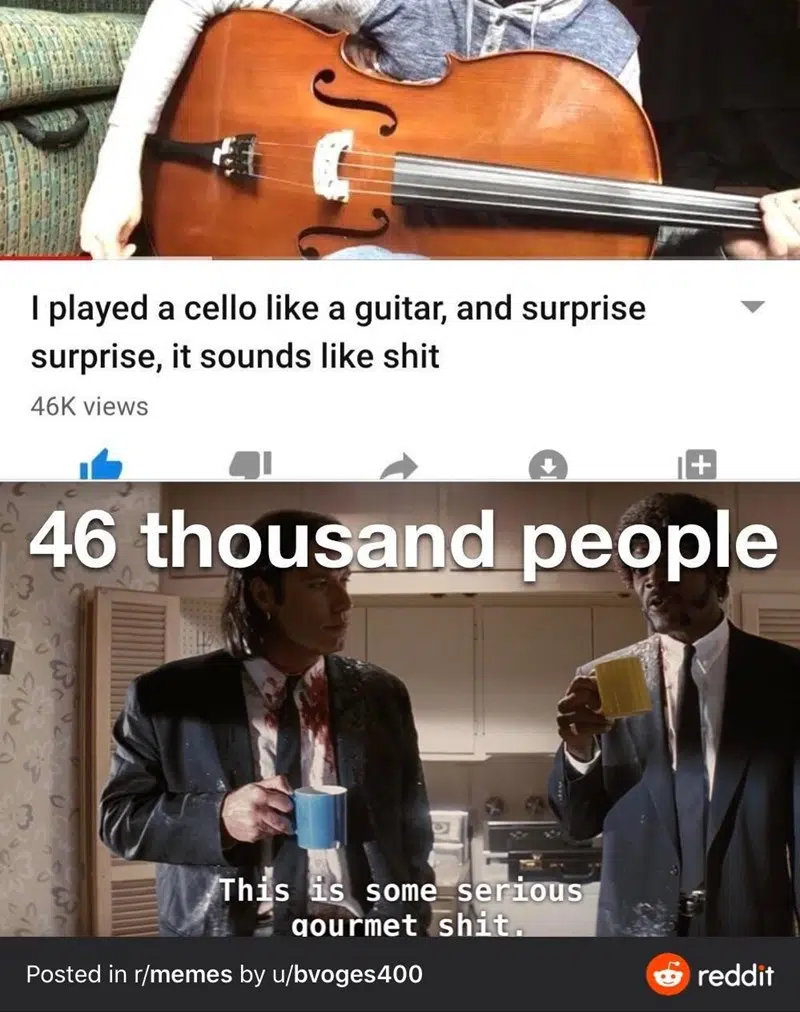 I played a cello like a guitar, and surprise
surprise, it sounds like shit
46K views
46 thousand people
This is some serious
gourmet shit.
Posted in r/memes by u/bvoges400
reddit